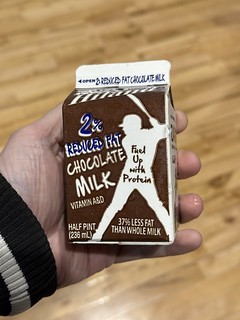 ◄OPEN 2% REDUCED FAT CHOCOLATE MILK
2%
REDUCED FAT
CHOCOLATE
MILK
VITAMIN A&D
Fuel
Up
with
Protein
HALF PINT
(236 mL)
37% LESS FAT
THAN WHOLE MILK